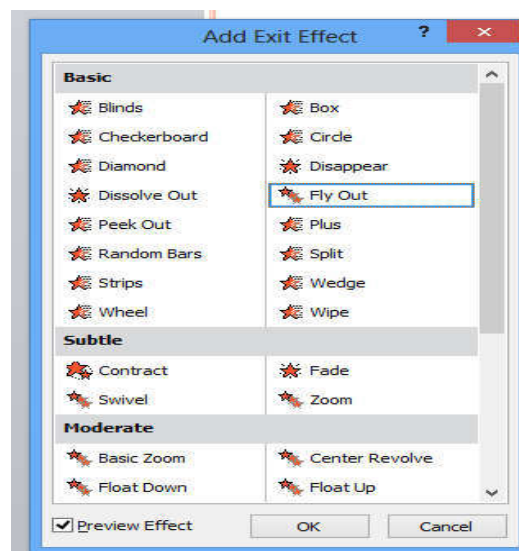 Add Exit Effect ? ×
Basic
Blinds Box
Checkerboard Circle
Diamond Disappear
Dissolve Out Fly Out
Peek Out Plus
Random Bars Split
Strips Wedge
Wheel Wipe
Subtle
Contract Fade
Swivel Zoom
Moderate
Basic Zoom Center Revolve
Float Down Float Up
Preview Effect OK Cancel